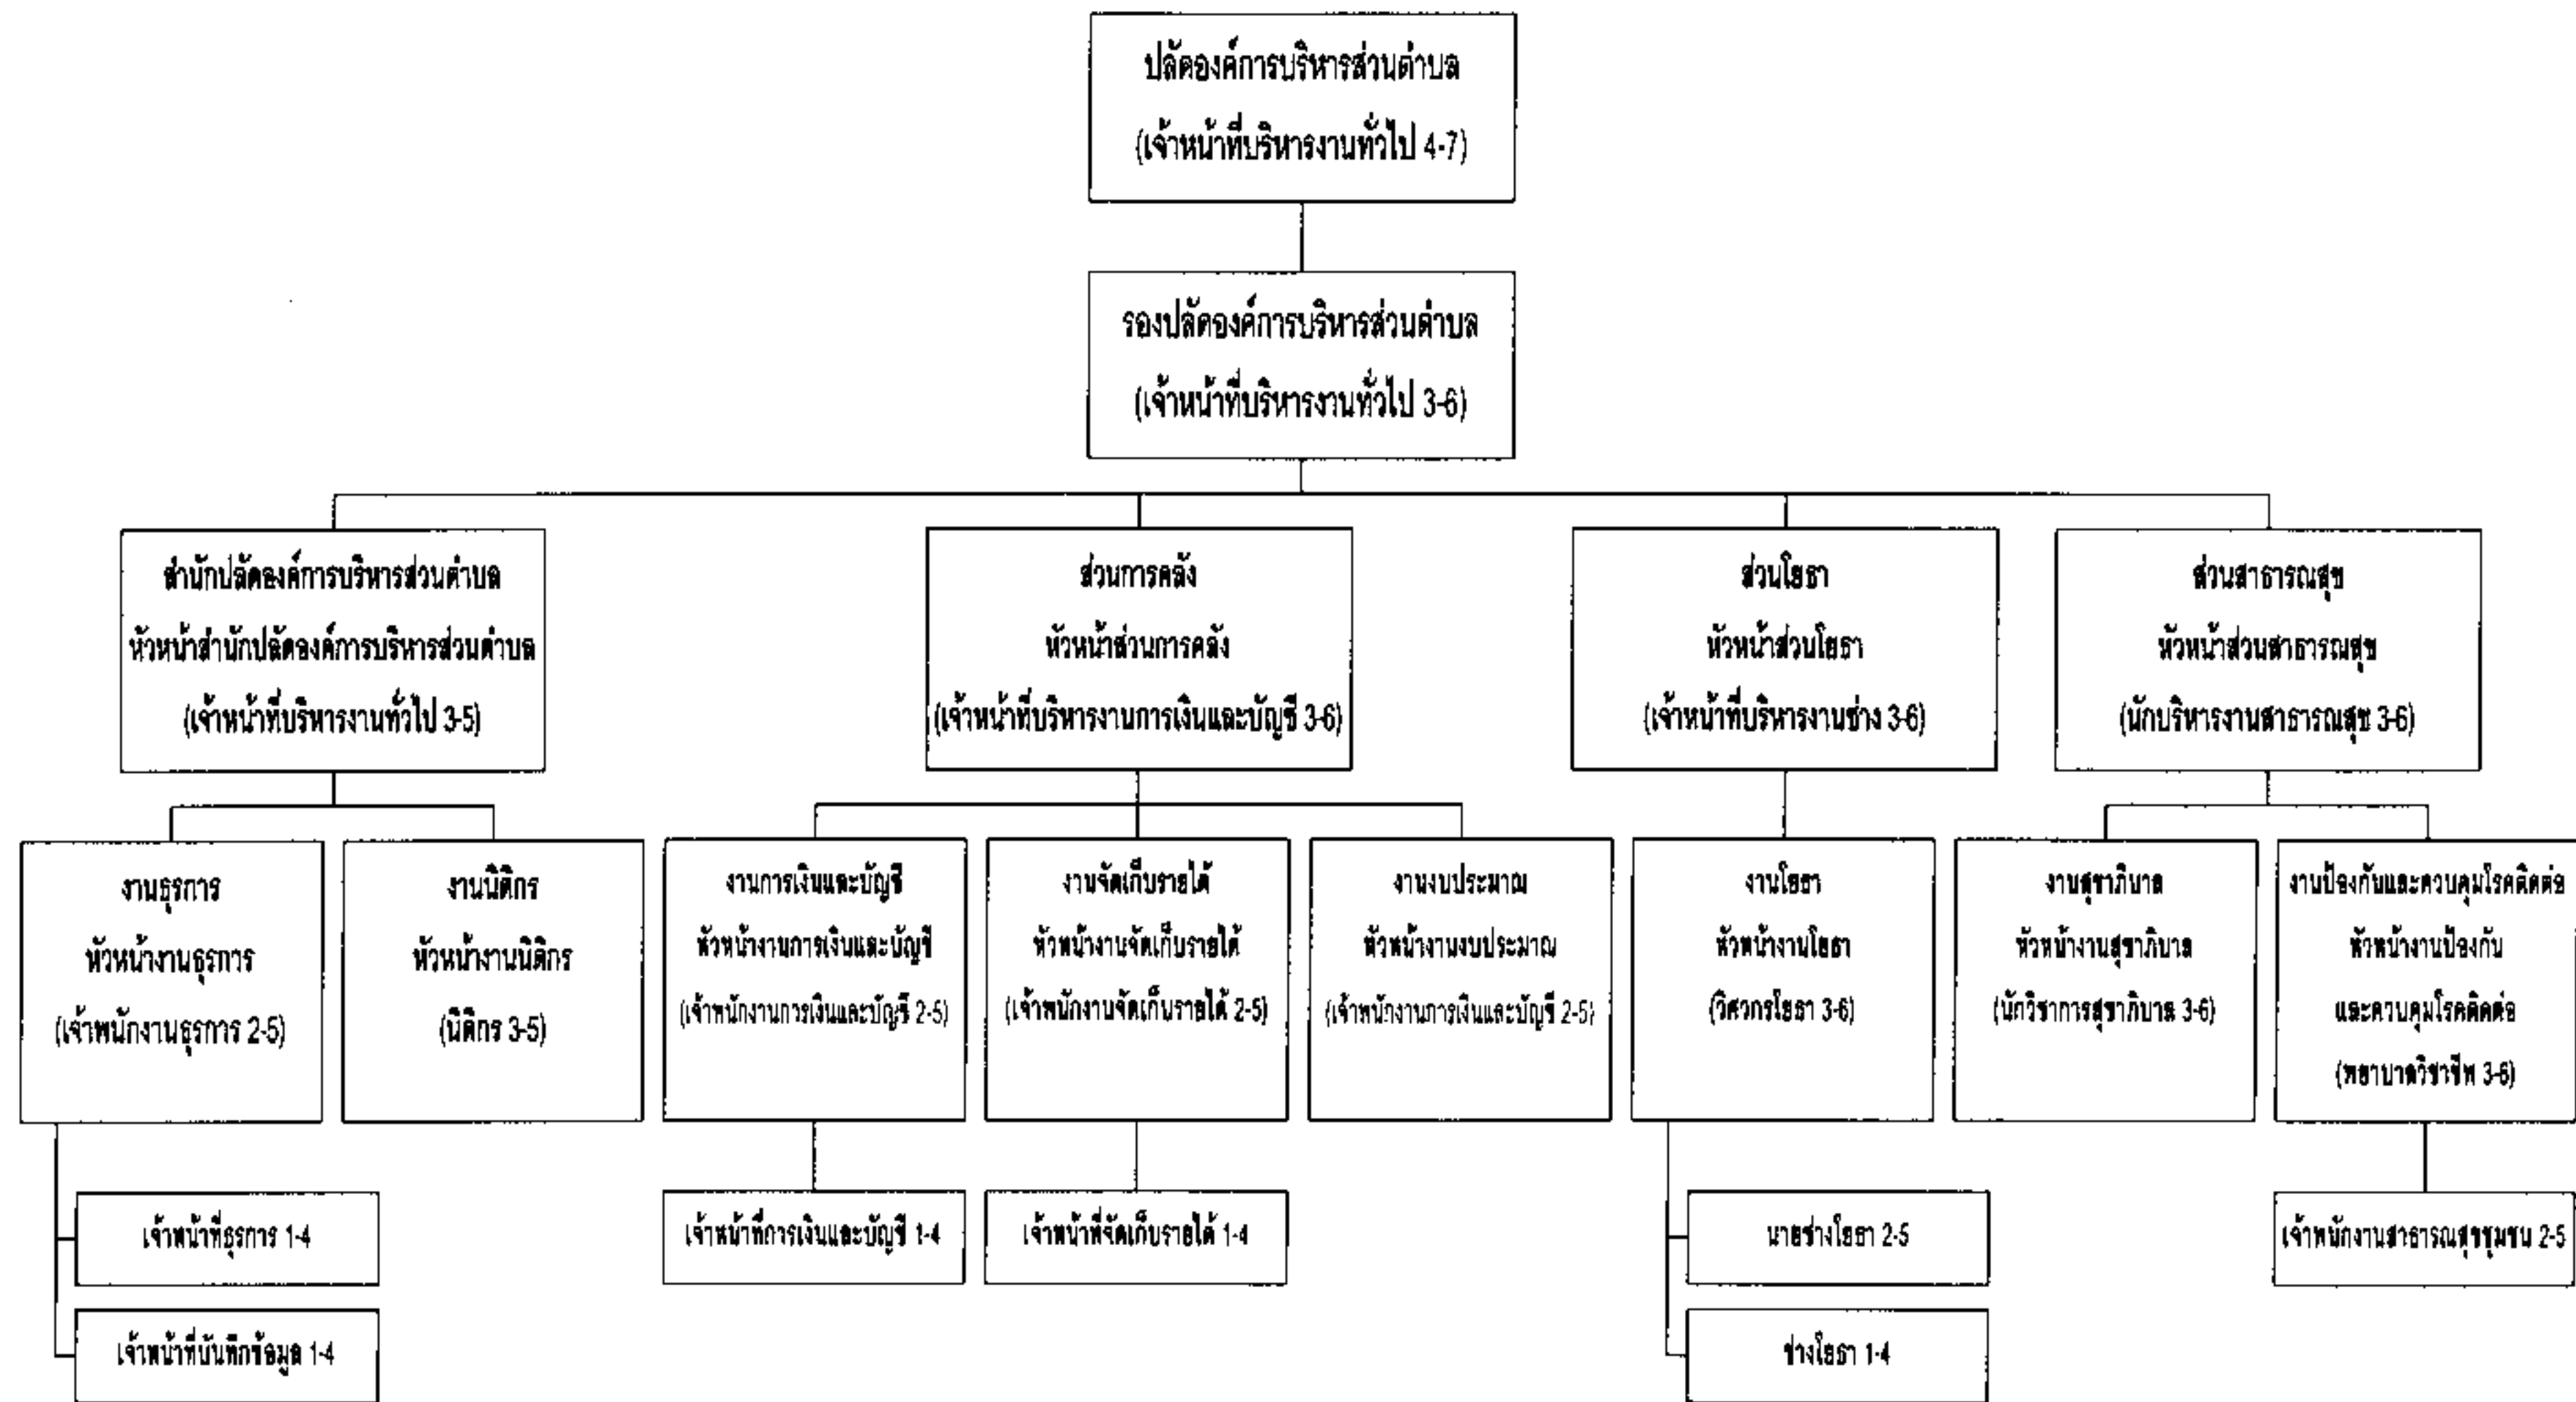 ปลัดองค์การบริหารส่วนตำบล
(เจ้าหน้าที่บริหารงานทั่วไป 4-7)
รองปลัดองค์การบริหารส่วนตำบล
(เจ้าหน้าที่บริหารงานทั่วไป 3-6)
สำนักปลัดองค์การบริหารส่วนตำบล
หัวหน้าสำนักปลัดองค์การบริหารส่วนตำบล
(เจ้าหน้าที่บริหารงานทั่วไป 3-5)
ส่วนการคลัง
หัวหน้าส่วนการคลัง
(เจ้าหน้าที่บริหารงานการเงินและบัญชี 3-6)
ส่วนโยธา
หัวหน้าส่วนโยธา
(เจ้าหน้าที่บริหารงานช่าง 3-6)
ส่วนสาธารณสุข
หัวหน้าส่วนสาธารณสุข
(นักบริหารงานสาธารณสุข 3-6)
งานธุรการ
หัวหน้างานธุรการ
(เจ้าพนักงานธุรการ 2-5)
งานนิติกร
หัวหน้างานนิติกร
(นิติกร 3-5)
งานการเงินและบัญชี
หัวหน้างานการเงินและบัญชี
(เจ้าพนักงานการเงินและบัญชี 2-5)
งานจัดเก็บรายได้
หัวหน้างานจัดเก็บรายได้
(เจ้าพนักงานจัดเก็บรายได้ 2-5)
งานงบประมาณ
หัวหน้างานงบประมาณ
(เจ้าพนักงานการเงินและบัญชี 2-5)
งานโยธา
หัวหน้างานโยธา
(วิศวกรโยธา 3-6)
งานสุขาภิบาล
หัวหน้างานสุขาภิบาล
(นักวิชาการสุขาภิบาล 3-6)
งานป้องกันและควบคุมโรคติดต่อ
หัวหน้างานป้องกัน
และควบคุมโรคติดต่อ
(พยาบาลวิชาชีพ 3-6)
เจ้าหน้าที่ธุรการ 1-4
เจ้าหน้าที่บันทึกข้อมูล 1-4
เจ้าหน้าที่การเงินและบัญชี 1-4
เจ้าหน้าที่จัดเก็บรายได้ 1-4
นายช่างโยธา 2-5
ช่างโยธา 1-4
เจ้าพนักงานสาธารณสุขชุมชน 2-5